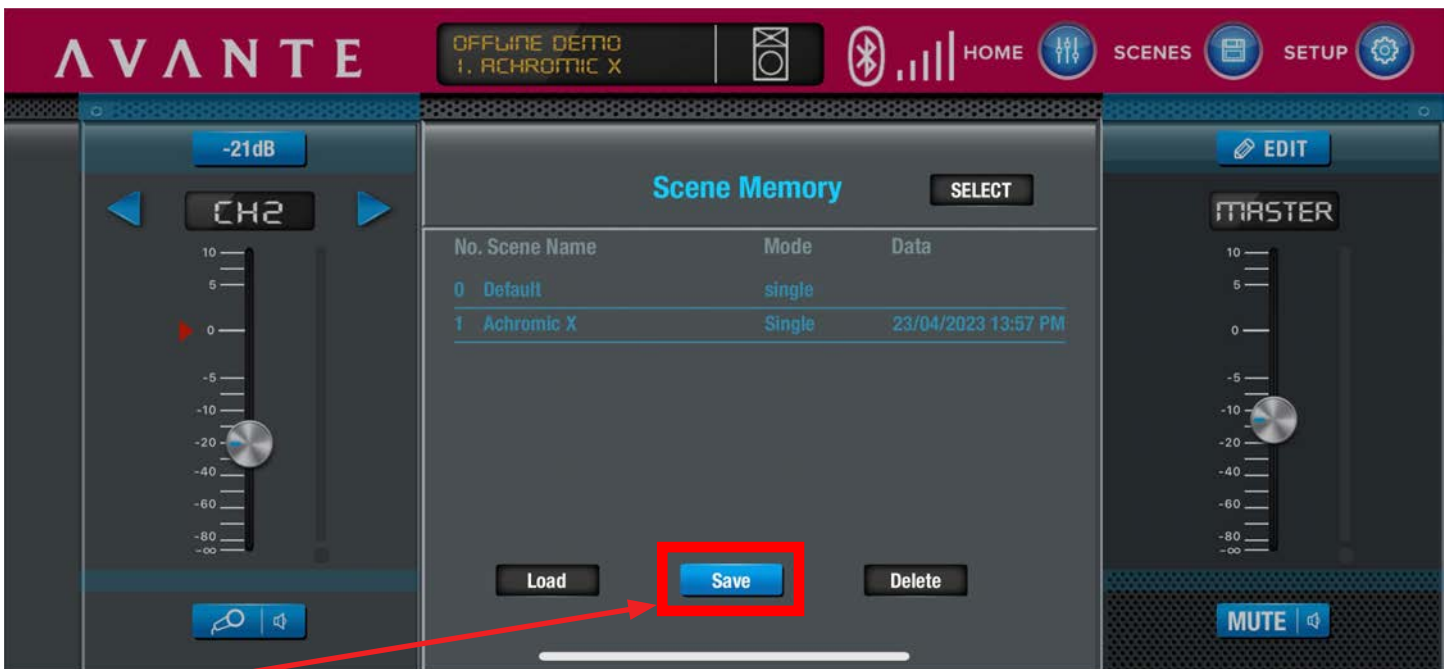 AVANTE
OFFLINE DEMO
1. ACHROMIC X
HOME
SCENES
SETUP
-21dB
CH2
10
5
0
-5
-10
-20
-40
-60
-80
-∞
Scene Memory
SELECT
No. Scene Name Mode Data
0 Default single
1 Achromic X Single 23/04/2023 13:57 PM
Load
Save
Delete
EDIT
MASTER
10
5
0
-5
-10
-20
-40
-60
-80
-∞
MUTE